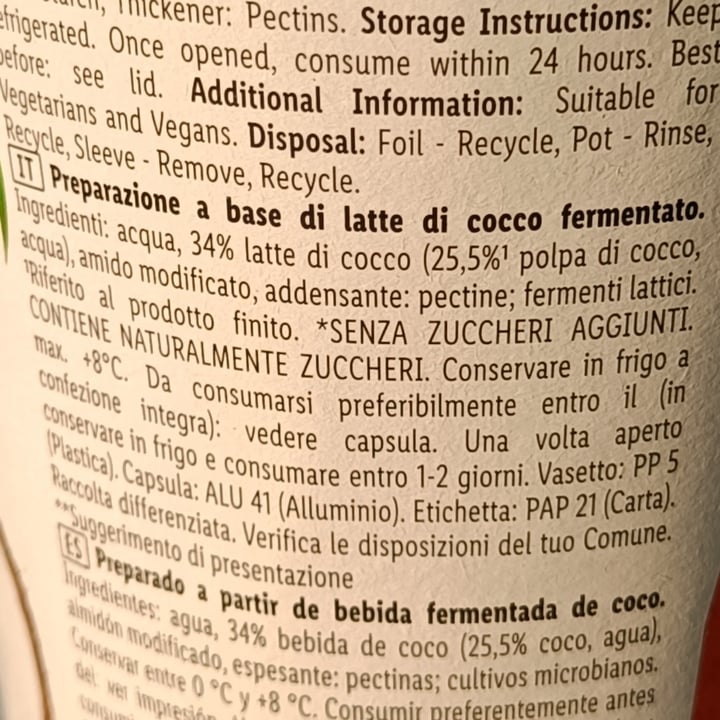 Thickener: Pectins. Storage Instructions: Keep
refrigerated. Once opened, consume within 24 hours. Best
before: see lid. Additional Information: Suitable for
Vegetarians and Vegans. Disposal: Foil - Recycle, Pot - Rinse,
Recycle, Sleeve - Remove, Recycle.
IT Preparazione a base di latte di cocco fermentato.
Ingredienti: acqua, 34% latte di cocco (25,5%¹ polpa di cocco,
acqua), amido modificato, addensante: pectine; fermenti lattici.
¹Riferito al prodotto finito. *SENZA ZUCCHERI AGGIUNTI.
CONTIENE NATURALMENTE ZUCCHERI. Conservare in frigo a
max. +8°C. Da consumarsi preferibilmente entro il (in
confezione integra): vedere capsula. Una volta aperto
conservare in frigo e consumare entro 1-2 giorni. Vasetto: PP 5
(Plastica). Capsula: ALU 41 (Alluminio). Etichetta: PAP 21 (Carta).
Raccolta differenziata. Verifica le disposizioni del tuo Comune.
**Suggerimento di presentazione
ES Preparado a partir de bebida fermentada de coco.
Ingredientes: agua, 34% bebida de coco (25,5% coco, agua),
almidón modificado, espesante: pectinas; cultivos microbianos.
Conservar entre 0 °C y +8 °C. Consumir preferentemente antes
del: ver impresión